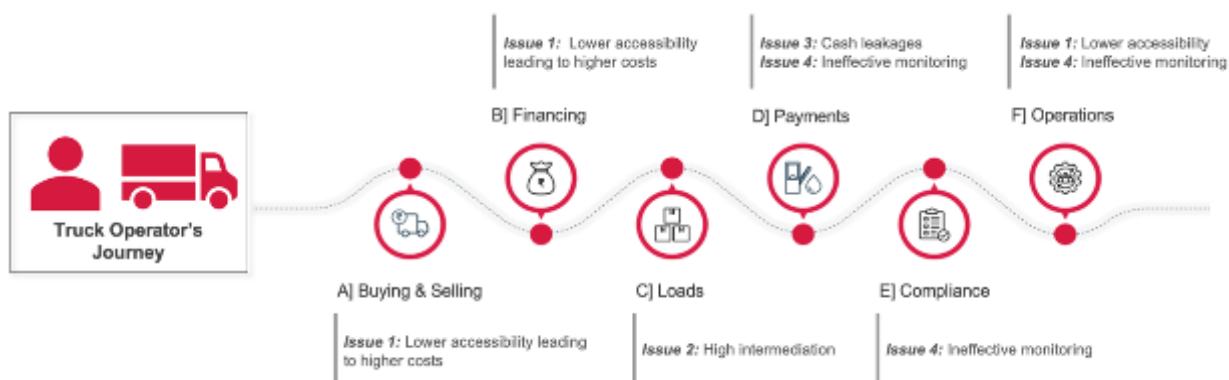 Truck Operator's
Journey
A] Buying & Selling
Issue 1: Lower accessibility leading
to higher costs
Issue 1: Lower accessibility
leading to higher costs
B] Financing
C] Loads
Issue 2: High intermediation
Issue 3: Cash leakages
Issue 4: Ineffective monitoring
D] Payments
E] Compliance
Issue 4: Ineffective monitoring
Issue 1: Lower accessibility
Issue 4: Ineffective monitoring
F] Operations